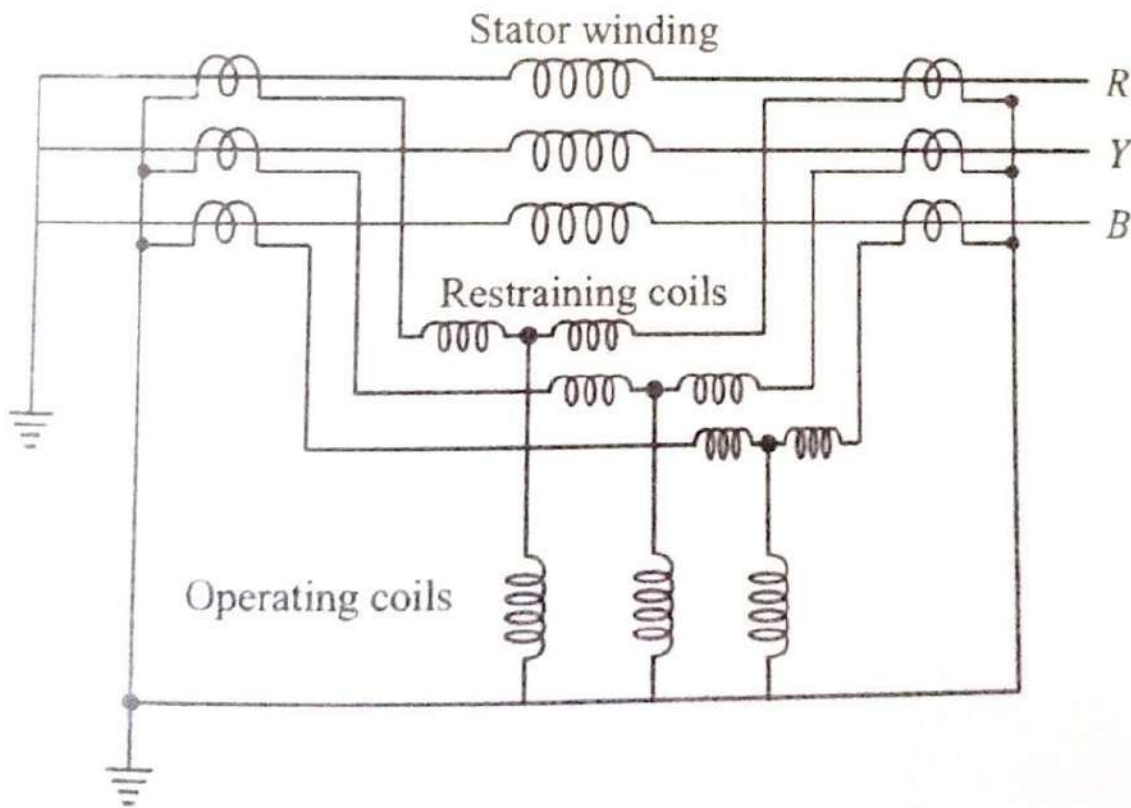 Stator winding
R
Y
B
Restraining coils
Operating coils